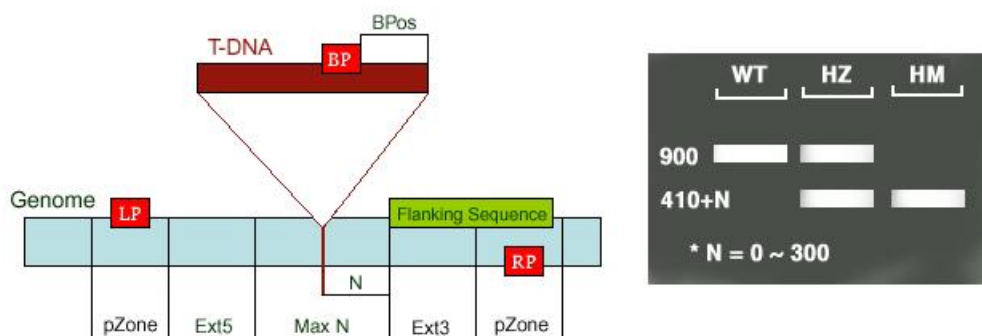 BPos
T-DNA
BP
Genome
LP
Flanking Sequence
RP
N
pZone Ext5 Max N Ext3 pZone
WT HZ HM
900
410+N
* N = 0 ~ 300